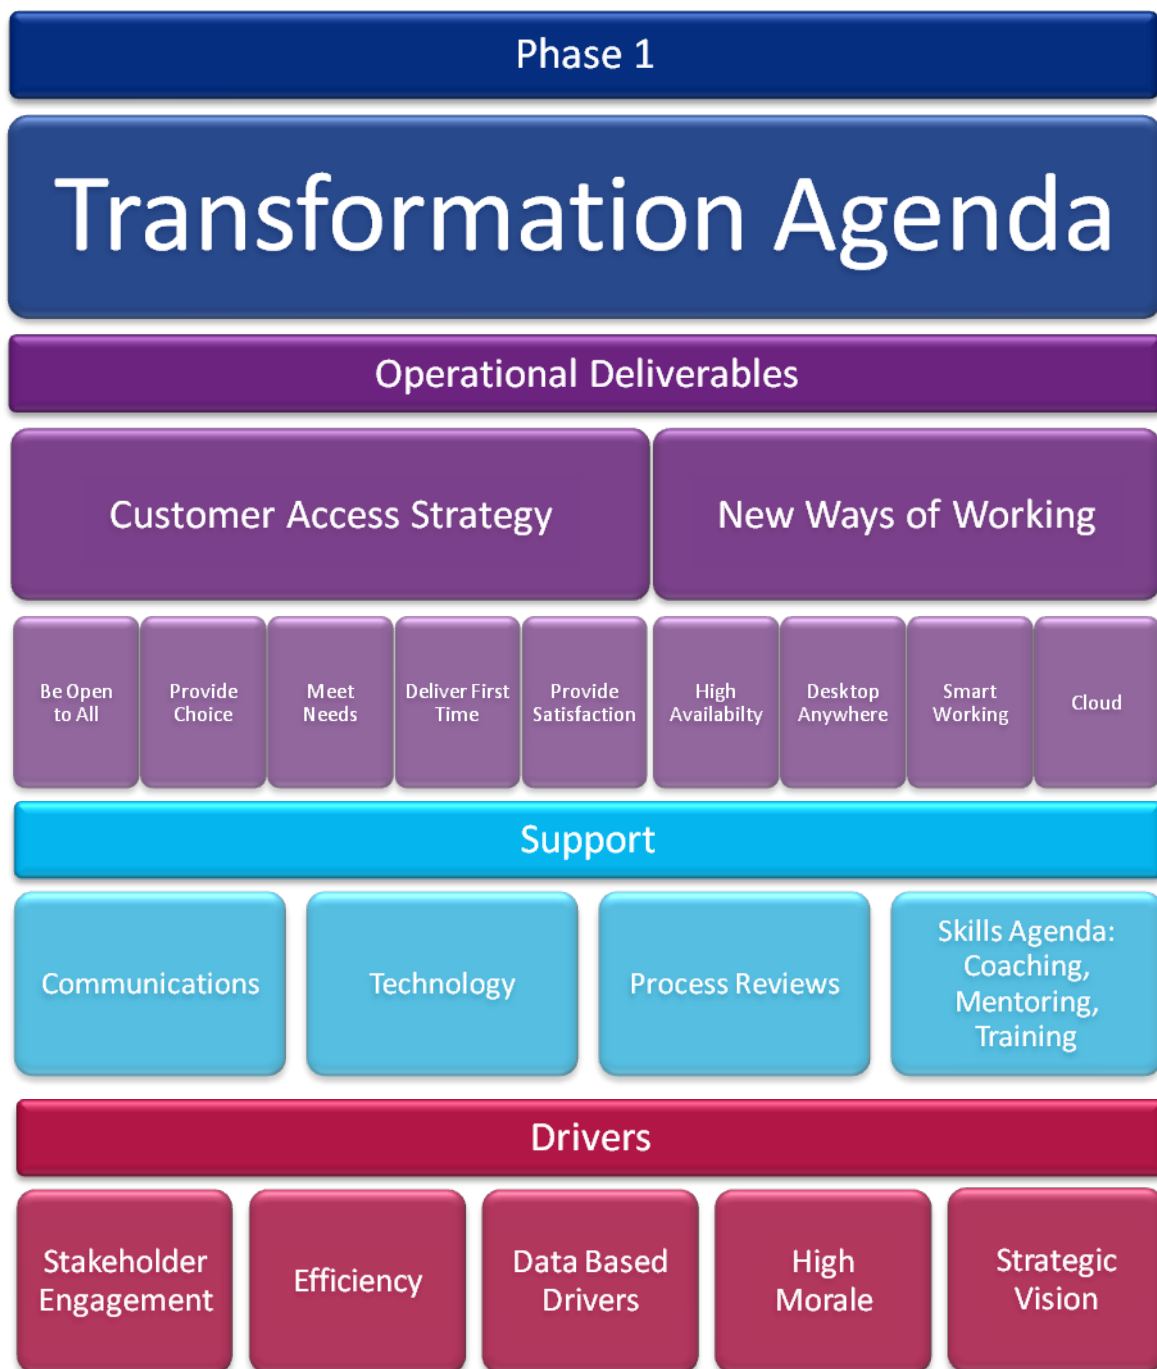 Phase 1
Transformation Agenda
Operational Deliverables
Customer Access Strategy
New Ways of Working
Be Open
to All
Provide
Choice
Meet
Needs
Deliver First
Time
Provide
Satisfaction
High
Availabilty
Desktop
Anywhere
Smart
Working
Cloud
Support
Communications
Technology
Process Reviews
Skills Agenda:
Coaching,
Mentoring,
Training
Drivers
Stakeholder
Engagement
Efficiency
Data Based
Drivers
High
Morale
Strategic
Vision